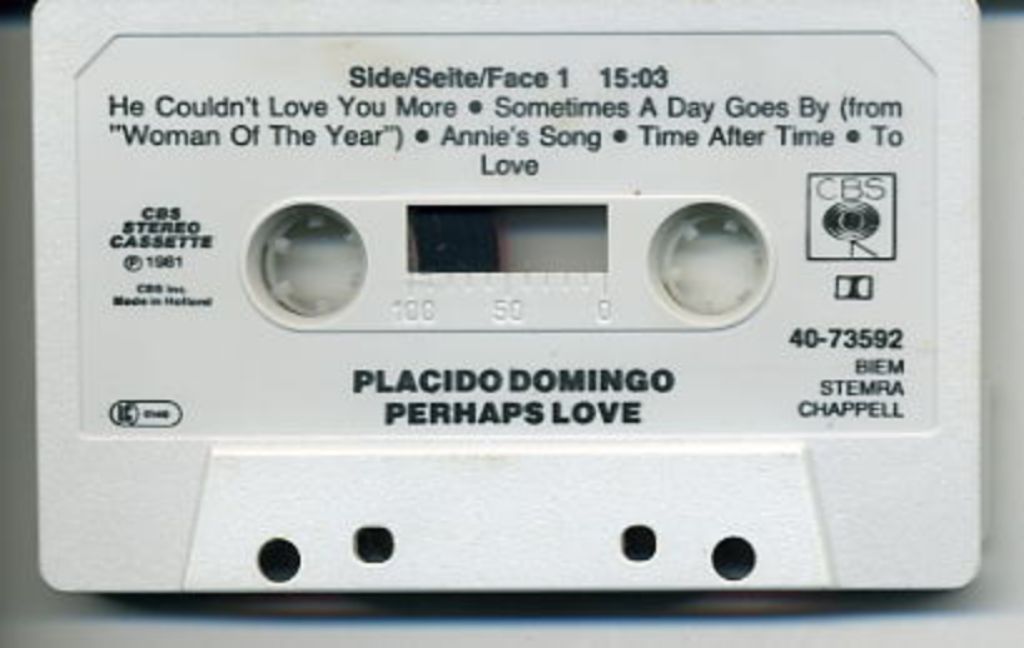 Side/Seite/Face 1 15:03
He Couldn't Love You More • Sometimes A Day Goes By (from
"Woman Of The Year") • Annie's Song • Time After Time • To
Love
CBS
STEREO
CASSETTE
℗ 1981
CBS Inc.
Made in Holland
CBS
100 50 0
40-73592
BIEM
STEMRA
CHAPPELL
PLACIDO DOMINGO
PERHAPS LOVE